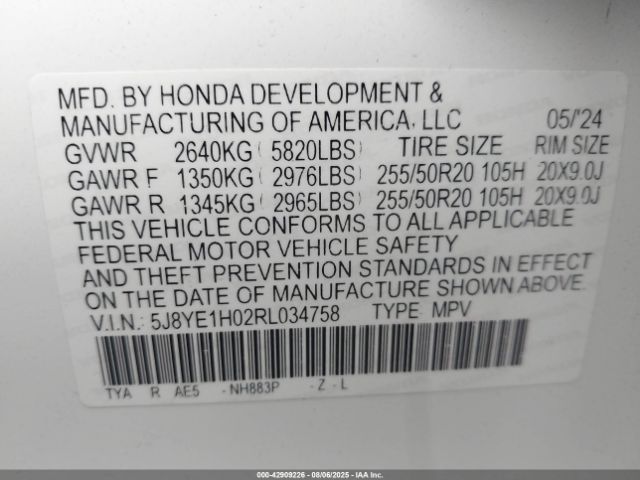 MFD. BY HONDA DEVELOPMENT &
MANUFACTURING OF AMERICA, LLC 05/'24
GVWR 2640KG ( 5820LBS) TIRE SIZE RIM SIZE
GAWR F 1350KG ( 2976LBS) 255/50R20 105H 20X9.0J
GAWR R 1345KG ( 2965LBS) 255/50R20 105H 20X9.0J
THIS VEHICLE CONFORMS TO ALL APPLICABLE
FEDERAL MOTOR VEHICLE SAFETY
AND THEFT PREVENTION STANDARDS IN EFFECT
ON THE DATE OF MANUFACTURE SHOWN ABOVE.
V.I.N.: 5J8YE1H02RL034758 TYPE MPV
TYA R AE5 - NH883P - Z - L
000-42909226 - 08/06/2025 - IAA Inc.